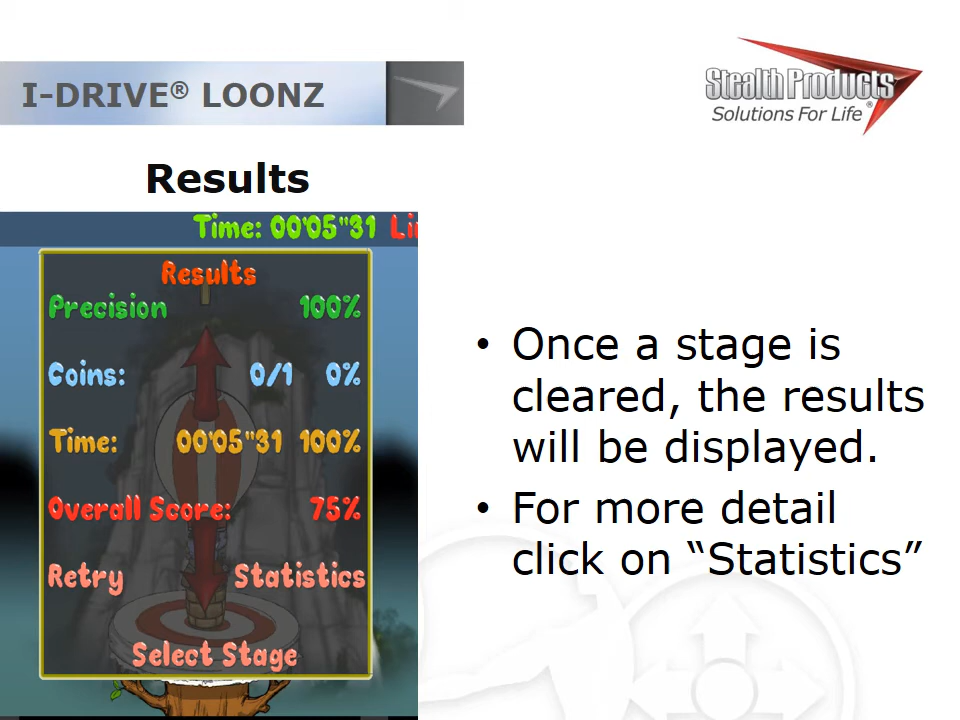 I-DRIVE® LOONZ
Stealth Products®
Solutions For Life
Results
Time: 00'05"31
Results
Precision 100%
Coins: 0/1 0%
Time: 00'05"31 100%
Overall Score: 75%
Retry Statistics
Select Stage
• Once a stage is
cleared, the results
will be displayed.
• For more detail
click on “Statistics”